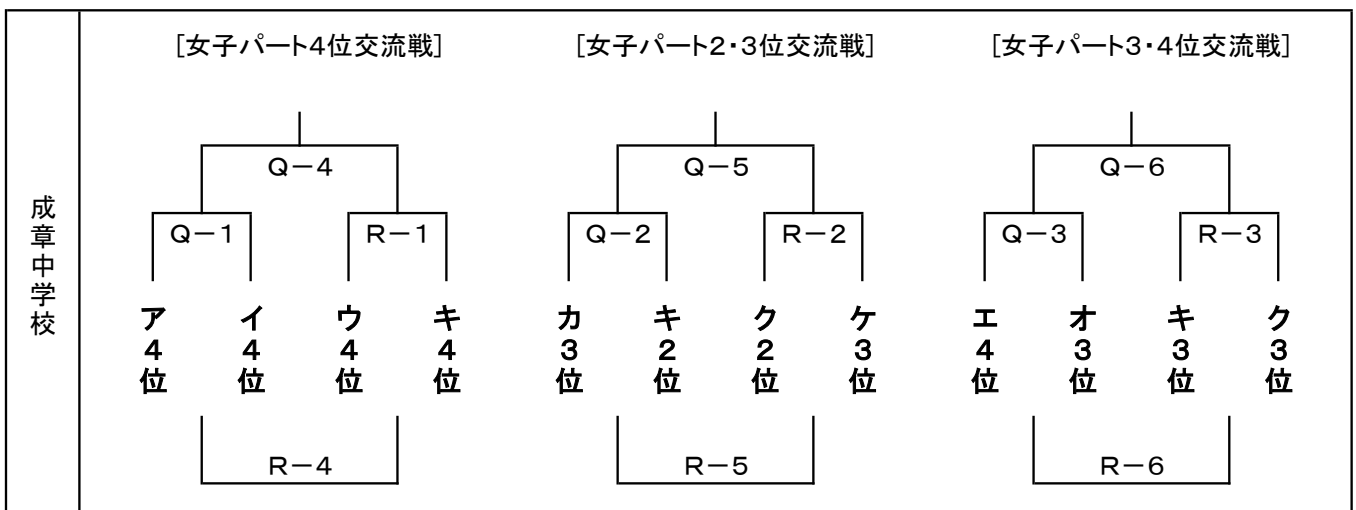 成章中学校
[女子パート4位交流戦]
[女子パート2・3位交流戦]
[女子パート3・4位交流戦]
Q－4
Q－5
Q－6
Q－1
R－1
Q－2
R－2
Q－3
R－3
ア4位
イ4位
ウ4位
キ4位
カ3位
キ2位
ク2位
ケ3位
エ4位
オ3位
キ3位
ク3位
R－4
R－5
R－6